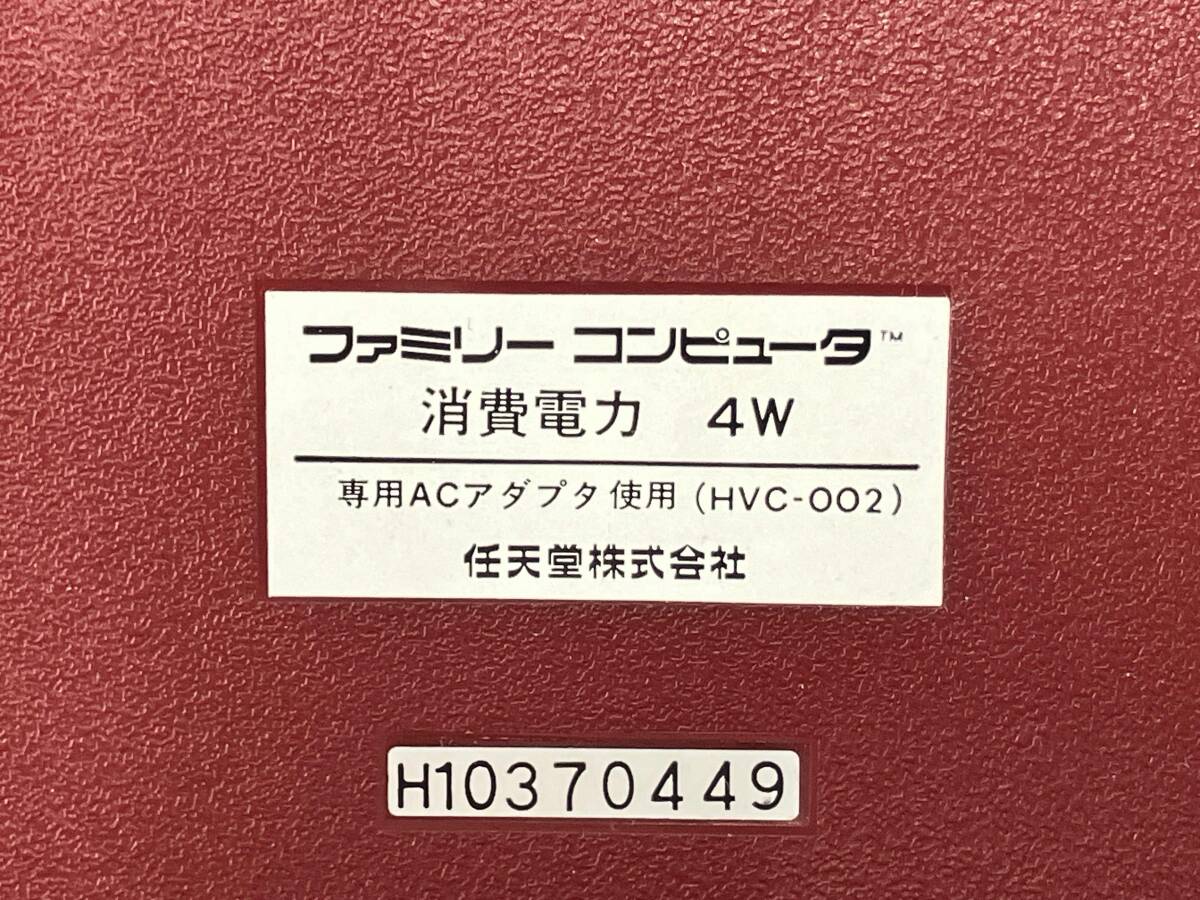 ファミリー コンピュータ™
消費電力 4W
専用ACアダプタ使用(HVC-002)
任天堂株式会社
H10370449